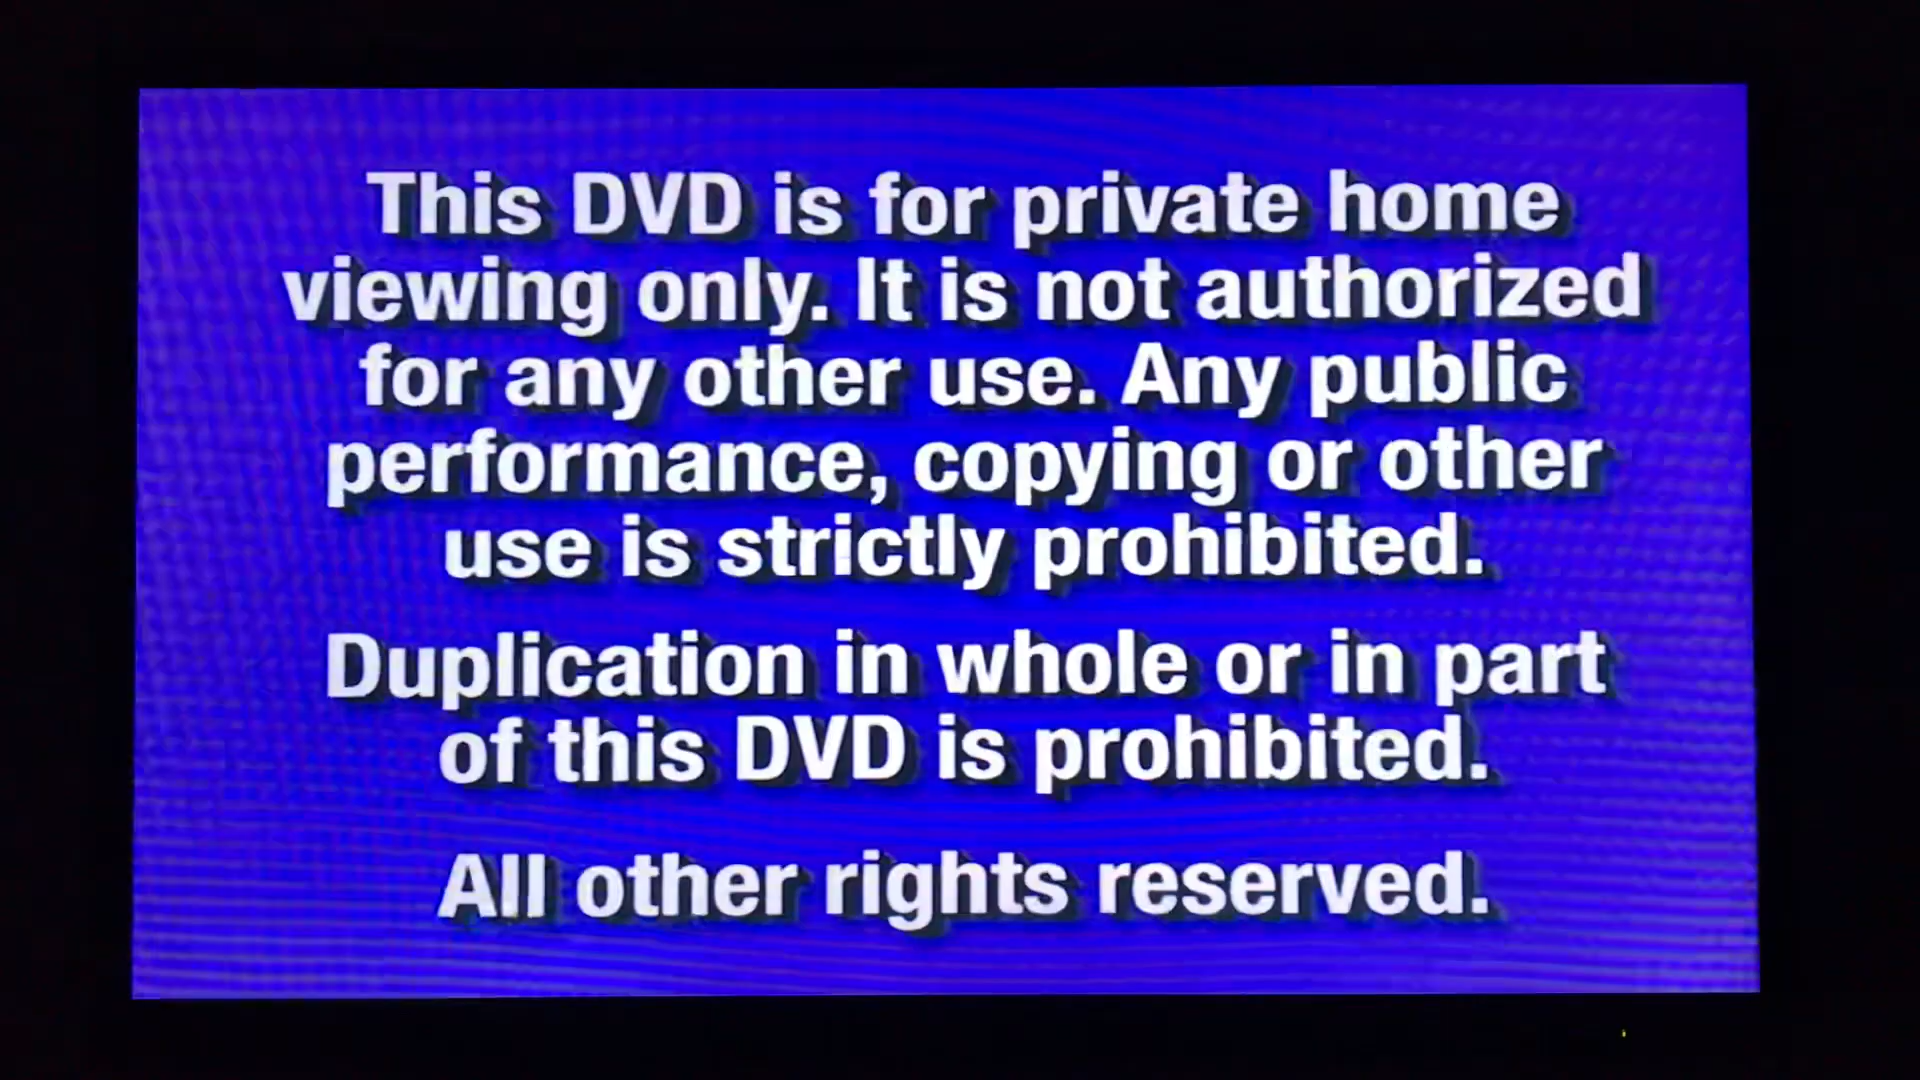 This DVD is for private home
viewing only. It is not authorized
for any other use. Any public
performance, copying or other
use is strictly prohibited.
Duplication in whole or in part
of this DVD is prohibited.
All other rights reserved.